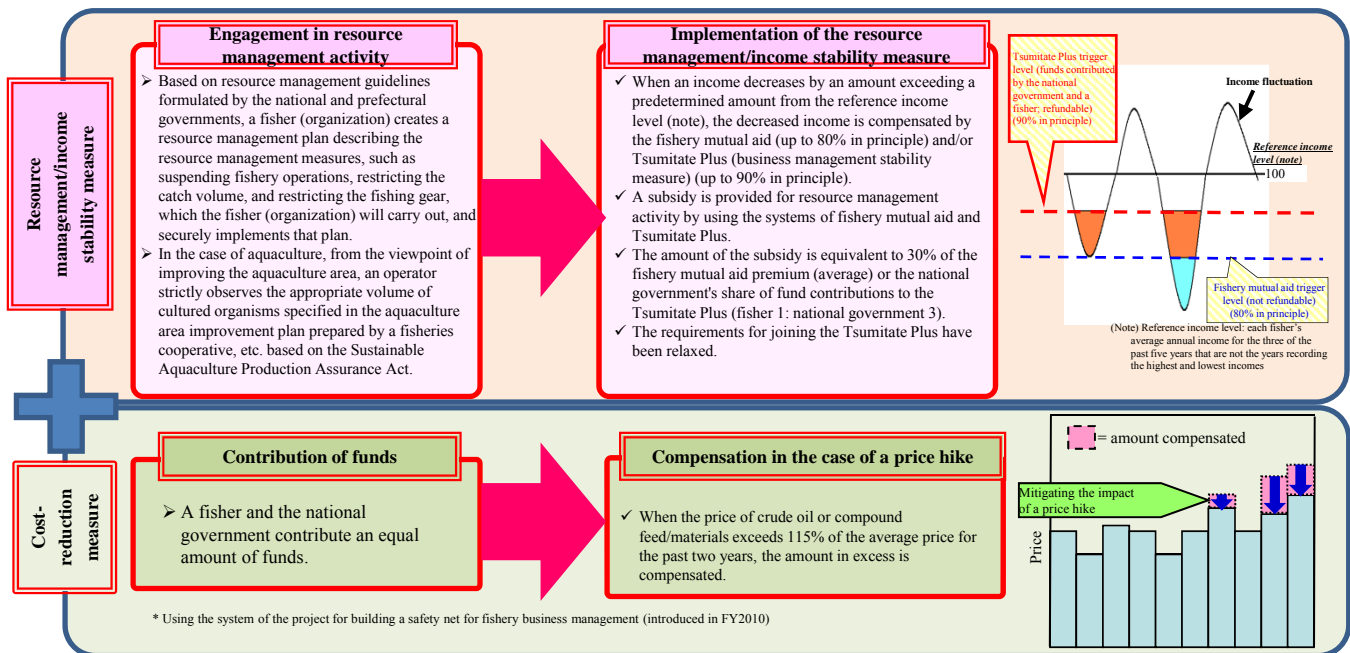 Resource
management/income
stability measure
Engagement in resource
management activity
➢ Based on resource management guidelines
formulated by the national and prefectural
governments, a fisher (organization) creates a
resource management plan describing the
resource management measures, such as
suspending fishery operations, restricting the
catch volume, and restricting the fishing gear,
which the fisher (organization) will carry out, and
securely implements that plan.
➢ In the case of aquaculture, from the viewpoint of
improving the aquaculture area, an operator
strictly observes the appropriate volume of
cultured organisms specified in the aquaculture
area improvement plan prepared by a fisheries
cooperative, etc. based on the Sustainable
Aquaculture Production Assurance Act.
Implementation of the resource
management/income stability measure
✓ When an income decreases by an amount exceeding a
predetermined amount from the reference income
level (note), the decreased income is compensated by
the fishery mutual aid (up to 80% in principle) and/or
Tsumitate Plus (business management stability
measure) (up to 90% in principle).
✓ A subsidy is provided for resource management
activity by using the systems of fishery mutual aid and
Tsumitate Plus.
✓ The amount of the subsidy is equivalent to 30% of the
fishery mutual aid premium (average) or the national
government's share of fund contributions to the
Tsumitate Plus (fisher 1: national government 3).
✓ The requirements for joining the Tsumitate Plus have
been relaxed.
Tsumitate Plus trigger
level (funds contributed
by the national
government and a
fisher; refundable)
(90% in principle)
Income fluctuation
Reference income
level (note)
100
Fishery mutual aid trigger
level (not refundable)
(80% in principle)
(Note) Reference income level: each fisher's
average annual income for the three of the
past five years that are not the years recording
the highest and lowest incomes
Cost-
reduction
measure
Contribution of funds
➢ A fisher and the national
government contribute an equal
amount of funds.
Compensation in the case of a price hike
✓ When the price of crude oil or compound
feed/materials exceeds 115% of the average price for
the past two years, the amount in excess is
compensated.
= amount compensated
Mitigating the impact
of a price hike
Price
* Using the system of the project for building a safety net for fishery business management (introduced in FY2010)